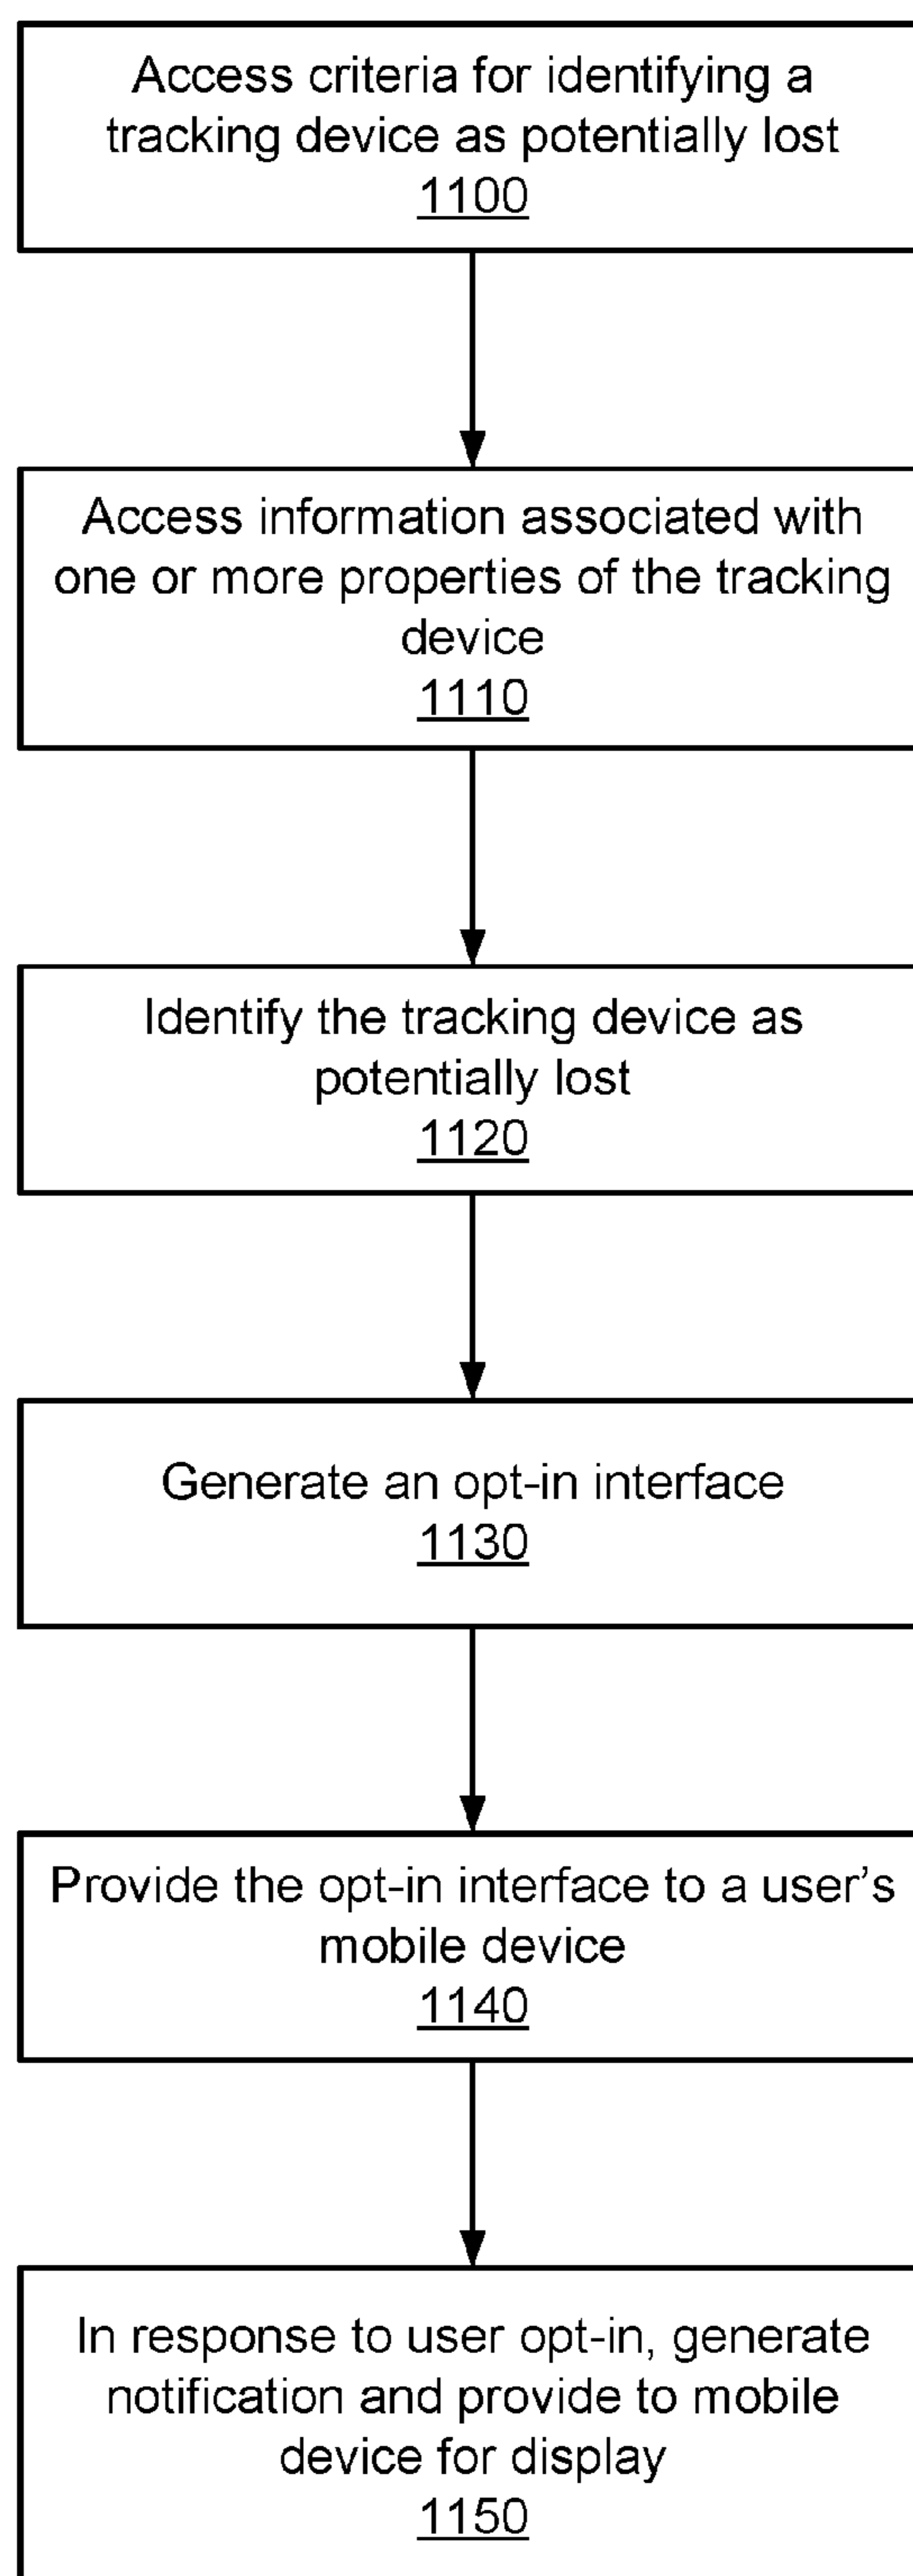 Access criteria for identifying a
tracking device as potentially lost
1100
Access information associated with
one or more properties of the tracking
device
1110
Identify the tracking device as
potentially lost
1120
Generate an opt-in interface
1130
Provide the opt-in interface to a user's
mobile device
1140
In response to user opt-in, generate
notification and provide to mobile
device for display
1150